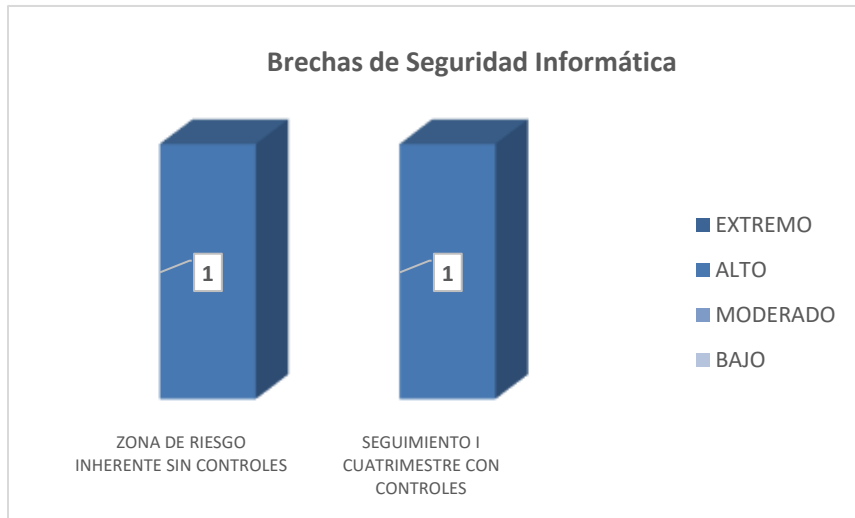 Brechas de Seguridad Informática
1
1
EXTREMO
ALTO
MODERADO
BAJO
ZONA DE RIESGO
INHERENTE SIN CONTROLES
SEGUIMIENTO I
CUATRIMESTRE CON
CONTROLES